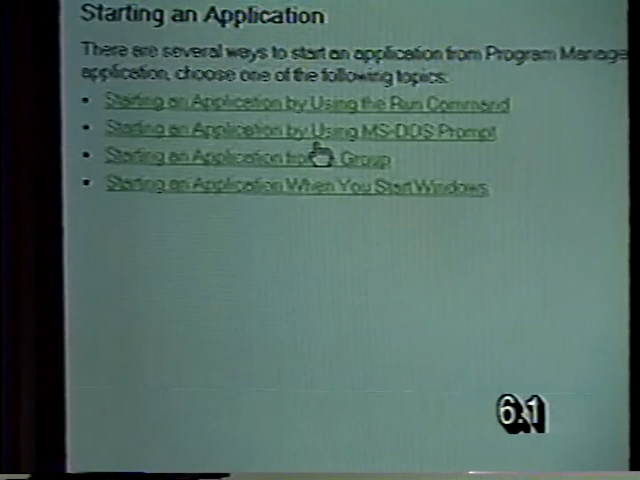 Starting an Application
There are several ways to start an application from Program Manage
application, choose one of the following topics:
• Starting an Application by Using the Run Command
• Starting an Application by Using MS-DOS Prompt
• Starting an Application from Group
• Starting an Application When You Start Windows
6.1